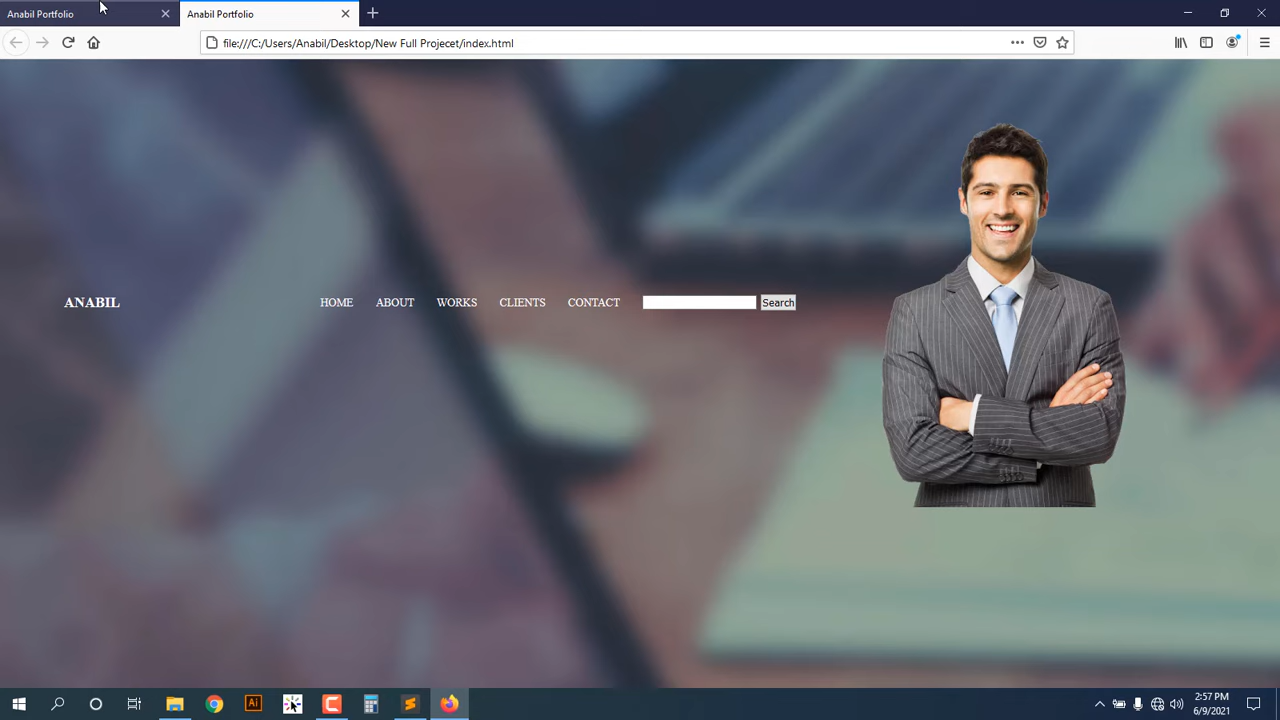 Anabil Portfolio
Anabil Portfolio
file:///C:/Users/Anabil/Desktop/New Full Projecet/index.html
ANABIL HOME ABOUT WORKS CLIENTS CONTACT Search
Ai
C
S
2:57 PM
6/9/2021